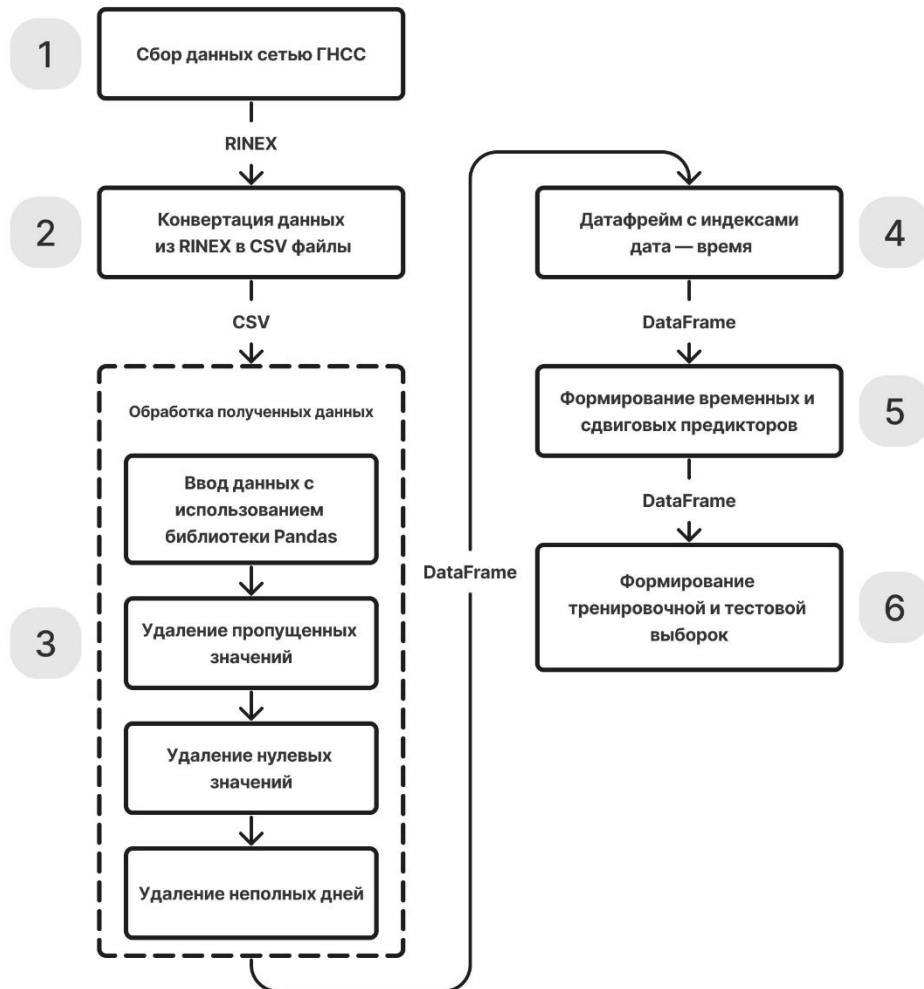 1
Сбор данных сетью ГНСС
RINEX
2
Конвертация данных
из RINEX в CSV файлы
CSV
3
Обработка полученных данных
Ввод данных с
использованием
библиотеки Pandas
Удаление пропущенных
значений
Удаление нулевых
значений
Удаление неполных дней
DataFrame
Датафрейм с индексами
дата — время
4
DataFrame
Формирование временных и
сдвиговых предикторов
5
DataFrame
Формирование
тренировочной и тестовой
выборок
6